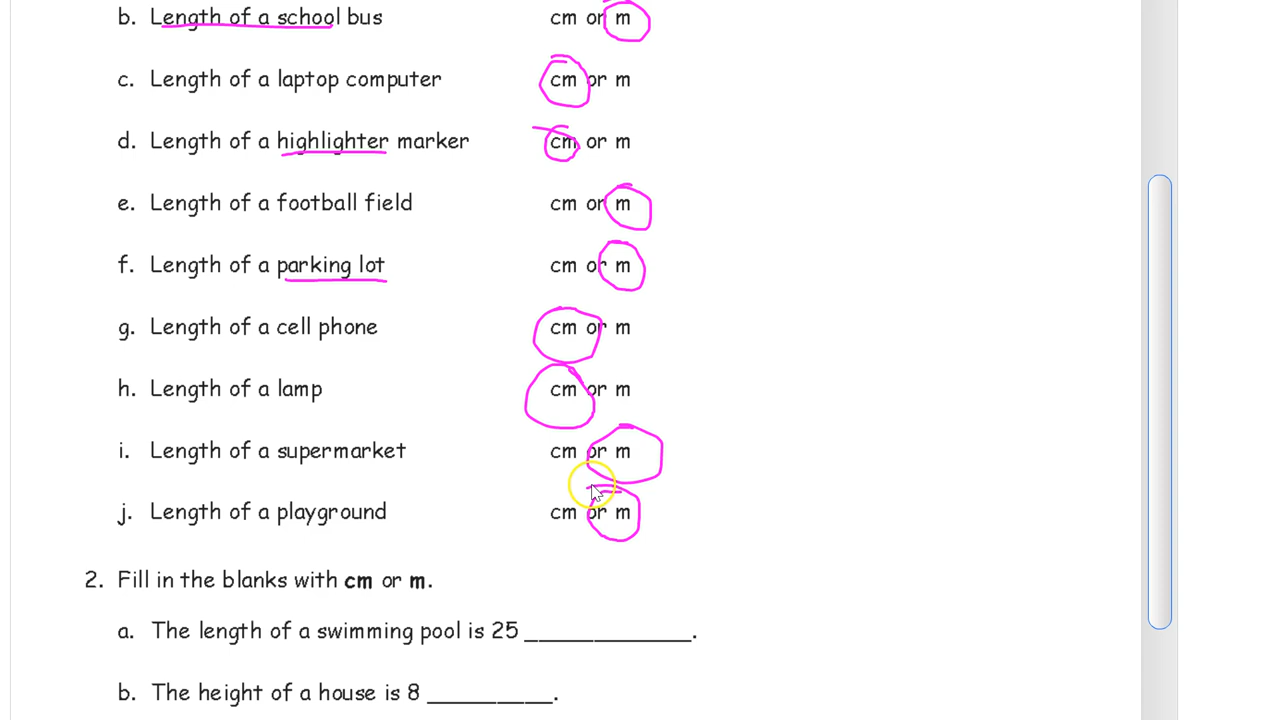 b. Length of a school bus cm or m
c. Length of a laptop computer cm or m
d. Length of a highlighter marker cm or m
e. Length of a football field cm or m
f. Length of a parking lot cm or m
g. Length of a cell phone cm or m
h. Length of a lamp cm or m
i. Length of a supermarket cm or m
j. Length of a playground cm or m
2. Fill in the blanks with cm or m.
a. The length of a swimming pool is 25 ____________.
b. The height of a house is 8 _________.